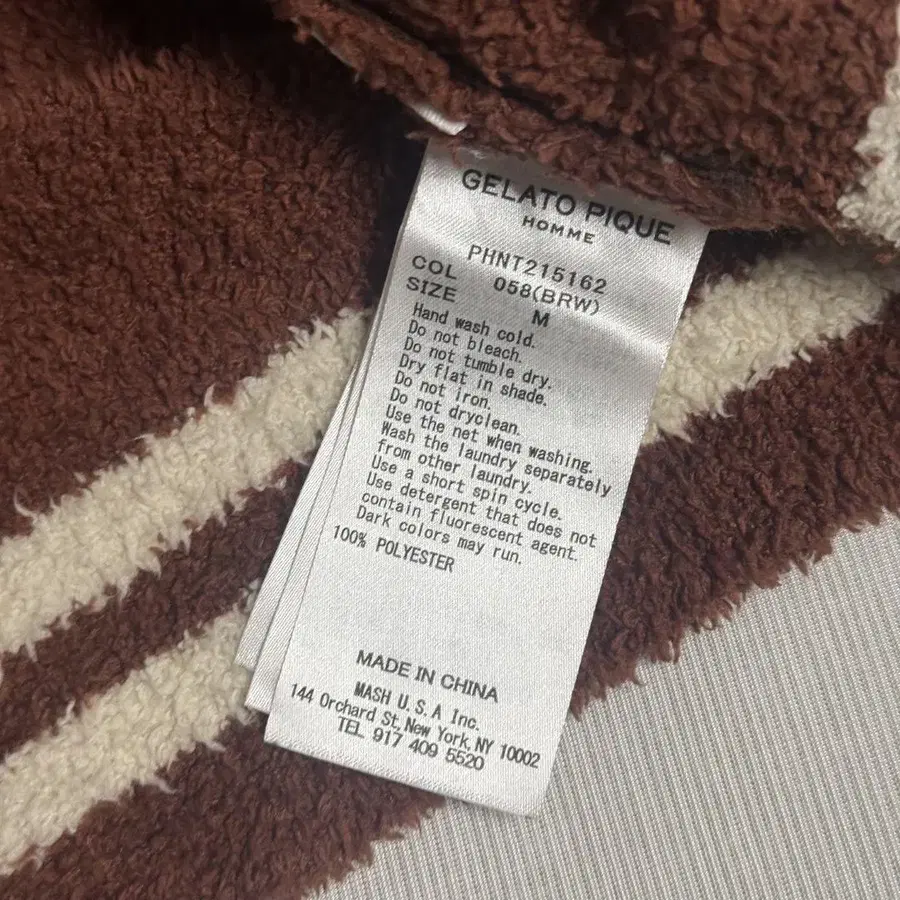 GELATO PIQUE
HOMME
PHNT215162
COL 058(BRW)
SIZE M
Hand wash cold.
Do not bleach.
Do not tumble dry.
Dry flat in shade.
Do not iron.
Do not dryclean.
Use the net when washing.
Wash the laundry separately
from other laundry.
Use a short spin cycle.
Use detergent that does not
contain fluorescent agent.
Dark colors may run.
100% POLYESTER
MADE IN CHINA
MASH U.S.A Inc.
144 Orchard St, New York, NY 10002
TEL 917 409 5520